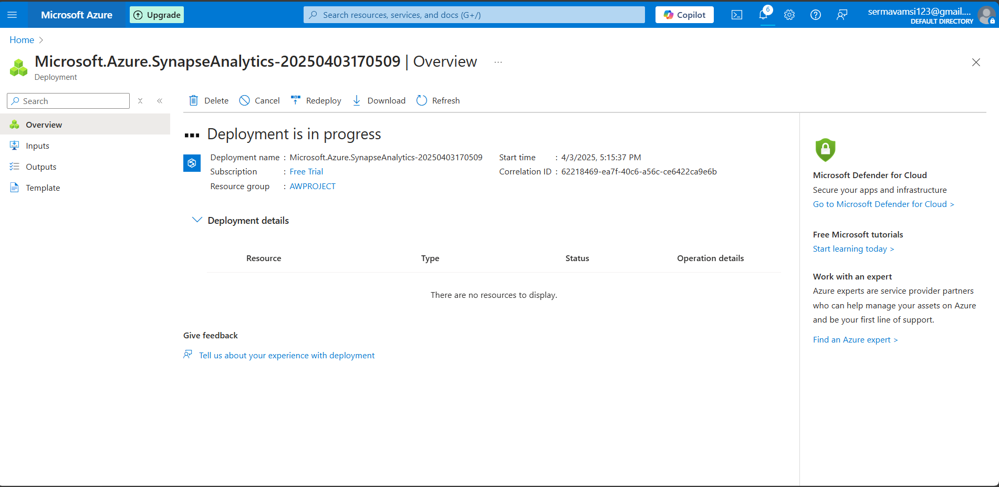 Microsoft Azure
Upgrade
Search resources, services, and docs (G+/)
Copilot
6
sermavamsi123@gmail....
DEFAULT DIRECTORY
Home
Microsoft.Azure.SynapseAnalytics-20250403170509 | Overview ...
Deployment
Search
Delete
Cancel
Redeploy
Download
Refresh
Overview
Inputs
Outputs
Template
Deployment is in progress
Deployment name : Microsoft.Azure.SynapseAnalytics-20250403170509
Subscription : Free Trial
Resource group : AWPROJECT
Start time : 4/3/2025, 5:15:37 PM
Correlation ID : 62218469-ea7f-40c6-a56c-ce6422ca9e6b
Deployment details
Resource Type Status Operation details
There are no resources to display.
Give feedback
Tell us about your experience with deployment
Microsoft Defender for Cloud
Secure your apps and infrastructure
Go to Microsoft Defender for Cloud >
Free Microsoft tutorials
Start learning today >
Work with an expert
Azure experts are service provider partners
who can help manage your assets on Azure
and be your first line of support.
Find an Azure expert >